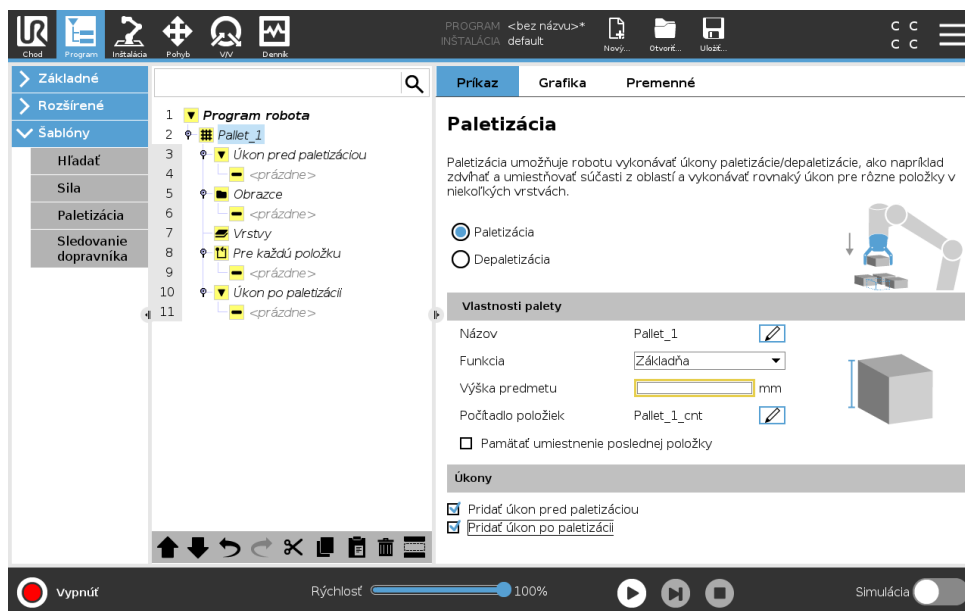 PROGRAM <bez názvu>*
INŠTALÁCIA default
Chod
Program
Inštalácia
Pohyb
V/V
Denník
Nový...
Otvoriť...
Uložiť...
C C
C C
Základné
Rozšírené
Šablóny
Hľadať
Sila
Paletizácia
Sledovanie
dopravníka
1 Program robota
2 Pallet_1
3 Úkon pred paletizáciou
4 <prázdne>
5 Obrazce
6 <prázdne>
7 Vrstvy
8 Pre každú položku
9 <prázdne>
10 Úkon po paletizácii
11 <prázdne>
Príkaz
Grafika
Premenné
Paletizácia
Paletizácia umožňuje robotu vykonávať úkony paletizácie/depaletizácie, ako napríklad
zdvíhať a umiestňovať súčasti z oblastí a vykonávať rovnaký úkon pre rôzne položky v
niekoľkých vrstvách.
Paletizácia
Depaletizácia
Vlastnosti palety
Názov Pallet_1
Funkcia Základňa
Výška predmetu mm
Počítadlo položiek Pallet_1_cnt
Pamätať umiestnenie poslednej položky
Úkony
Pridať úkon pred paletizáciou
Pridať úkon po paletizácii
Vypnúť
Rýchlosť 100%
Simulácia